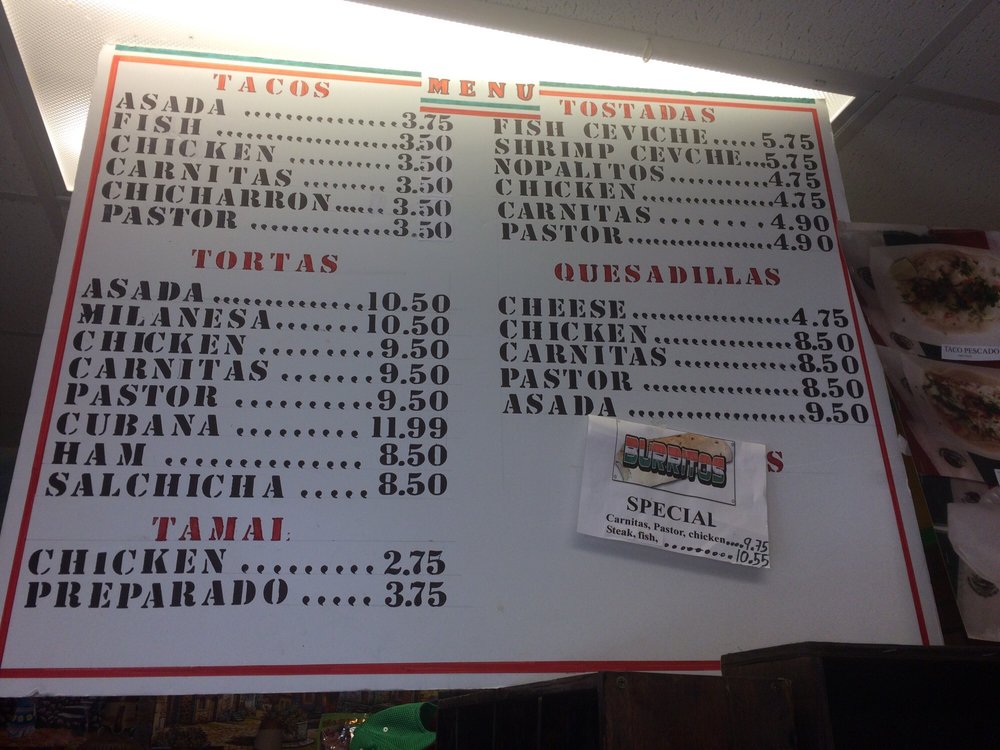 MENU
TACOS
ASADA ............... 3.75
FISH ............... 3.50
CHICKEN ........... 3.50
CARNITAS ......... 3.50
CHICHARRON...... 3.50
PASTOR ............... 3.50
TORTAS
ASADA ............. 10.50
MILANESA ....... 10.50
CHICKEN ........ 9.50
CARNITAS ...... 9.50
PASTOR ......... 9.50
CUBANA ........ 11.99
HAM ........... 8.50
SALCHICHA ..... 8.50
TAMAL
CHICKEN ......... 2.75
PREPARADO ..... 3.75
TOSTADAS
FISH CEVICHE ...... 5.75
SHRIMP CEVCHE ... 5.75
NOPALITOS ......... 4.75
CHICKEN ............. 4.75
CARNITAS ...... 4.90
PASTOR ................. 4.90
QUESADILLAS
CHEESE ............... 4.75
CHICKEN ............... 8.50
CARNITAS ........... 8.50
PASTOR ............... 8.50
ASADA ................. 9.50
S
BURRITOS
SPECIAL
Carnitas, Pastor, chicken.... 9.75
Steak, fish, ......... 10.55
TACO PESCADO